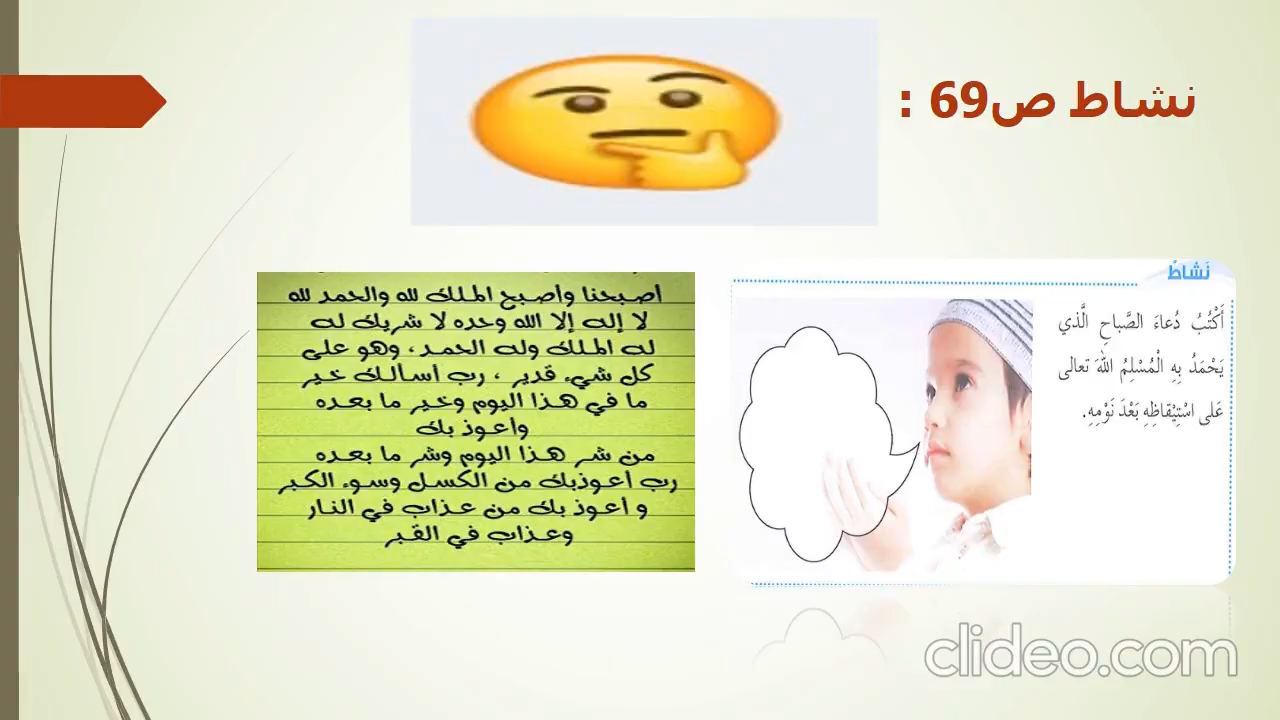 نشاط ص69 :
نَشاطٌ
أَكْتُبُ دُعاءَ الصَّباحِ الَّذي
يَحْمَدُ بِهِ الْمُسْلِمُ اللهَ تعالى
عَلى اسْتِيْقاظِهِ بَعْدَ نَوْمِهِ.
أصبحنا وأصبح الملك لله والحمد لله
لا إله إلا الله وحده لا شريك له
له الملك وله الحمد، وهو على
كل شيء قدير ، رب أسألك خير
ما في هذا اليوم وخير ما بعده
وأعوذ بك
من شر هذا اليوم وشر ما بعده
رب أعوذبك من الكسل وسوء الكبر
و أعوذ بك من عذاب في النار
وعذاب في القبر
clideo.com